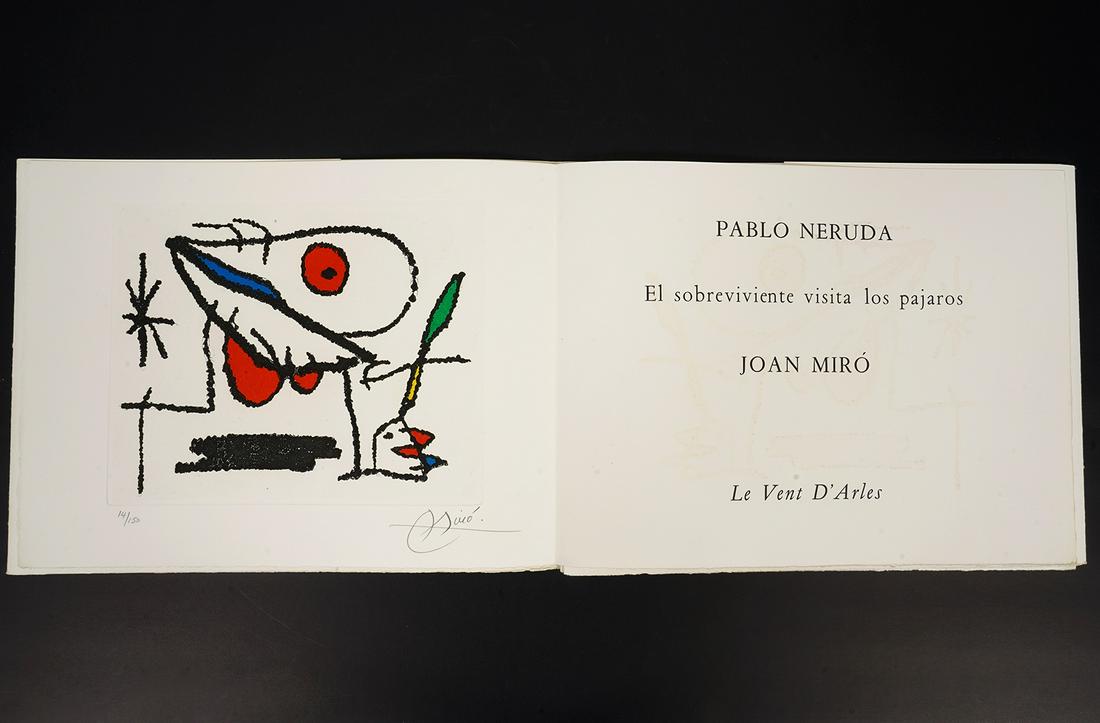 14/150
Miró.
PABLO NERUDA
El sobreviviente visita los pajaros
JOAN MIRÓ
Le Vent D'Arles